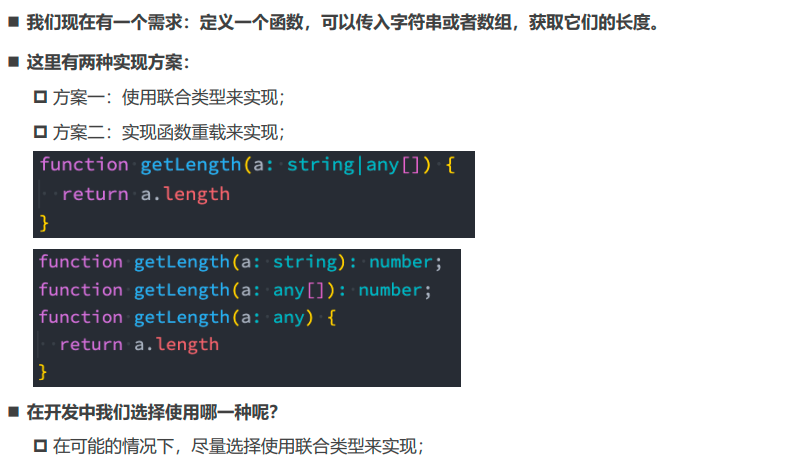 我们现在有一个需求：定义一个函数，可以传入字符串或者数组，获取它们的长度。
这里有两种实现方案：
方案一：使用联合类型来实现；
方案二：实现函数重载来实现；
function getLength(a: string|any[]) {
  return a.length
}
function getLength(a: string): number;
function getLength(a: any[]): number;
function getLength(a: any) {
  return a.length
}
在开发中我们选择使用哪一种呢？
在可能的情况下，尽量选择使用联合类型来实现；